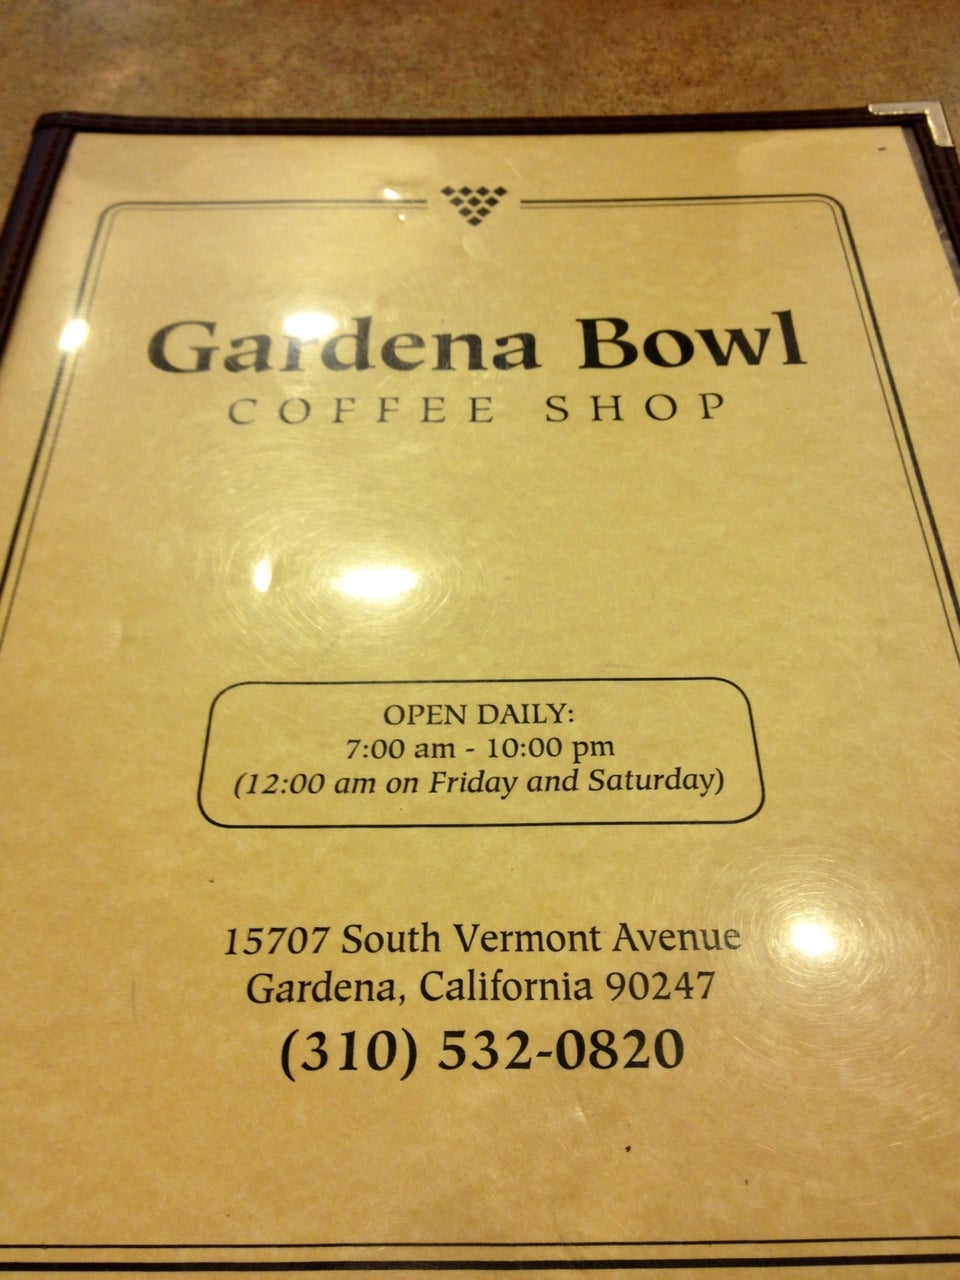 Gardena Bowl
COFFEE SHOP
OPEN DAILY:
7:00 am - 10:00 pm
(12:00 am on Friday and Saturday)
15707 South Vermont Avenue
Gardena, California 90247
(310) 532-0820